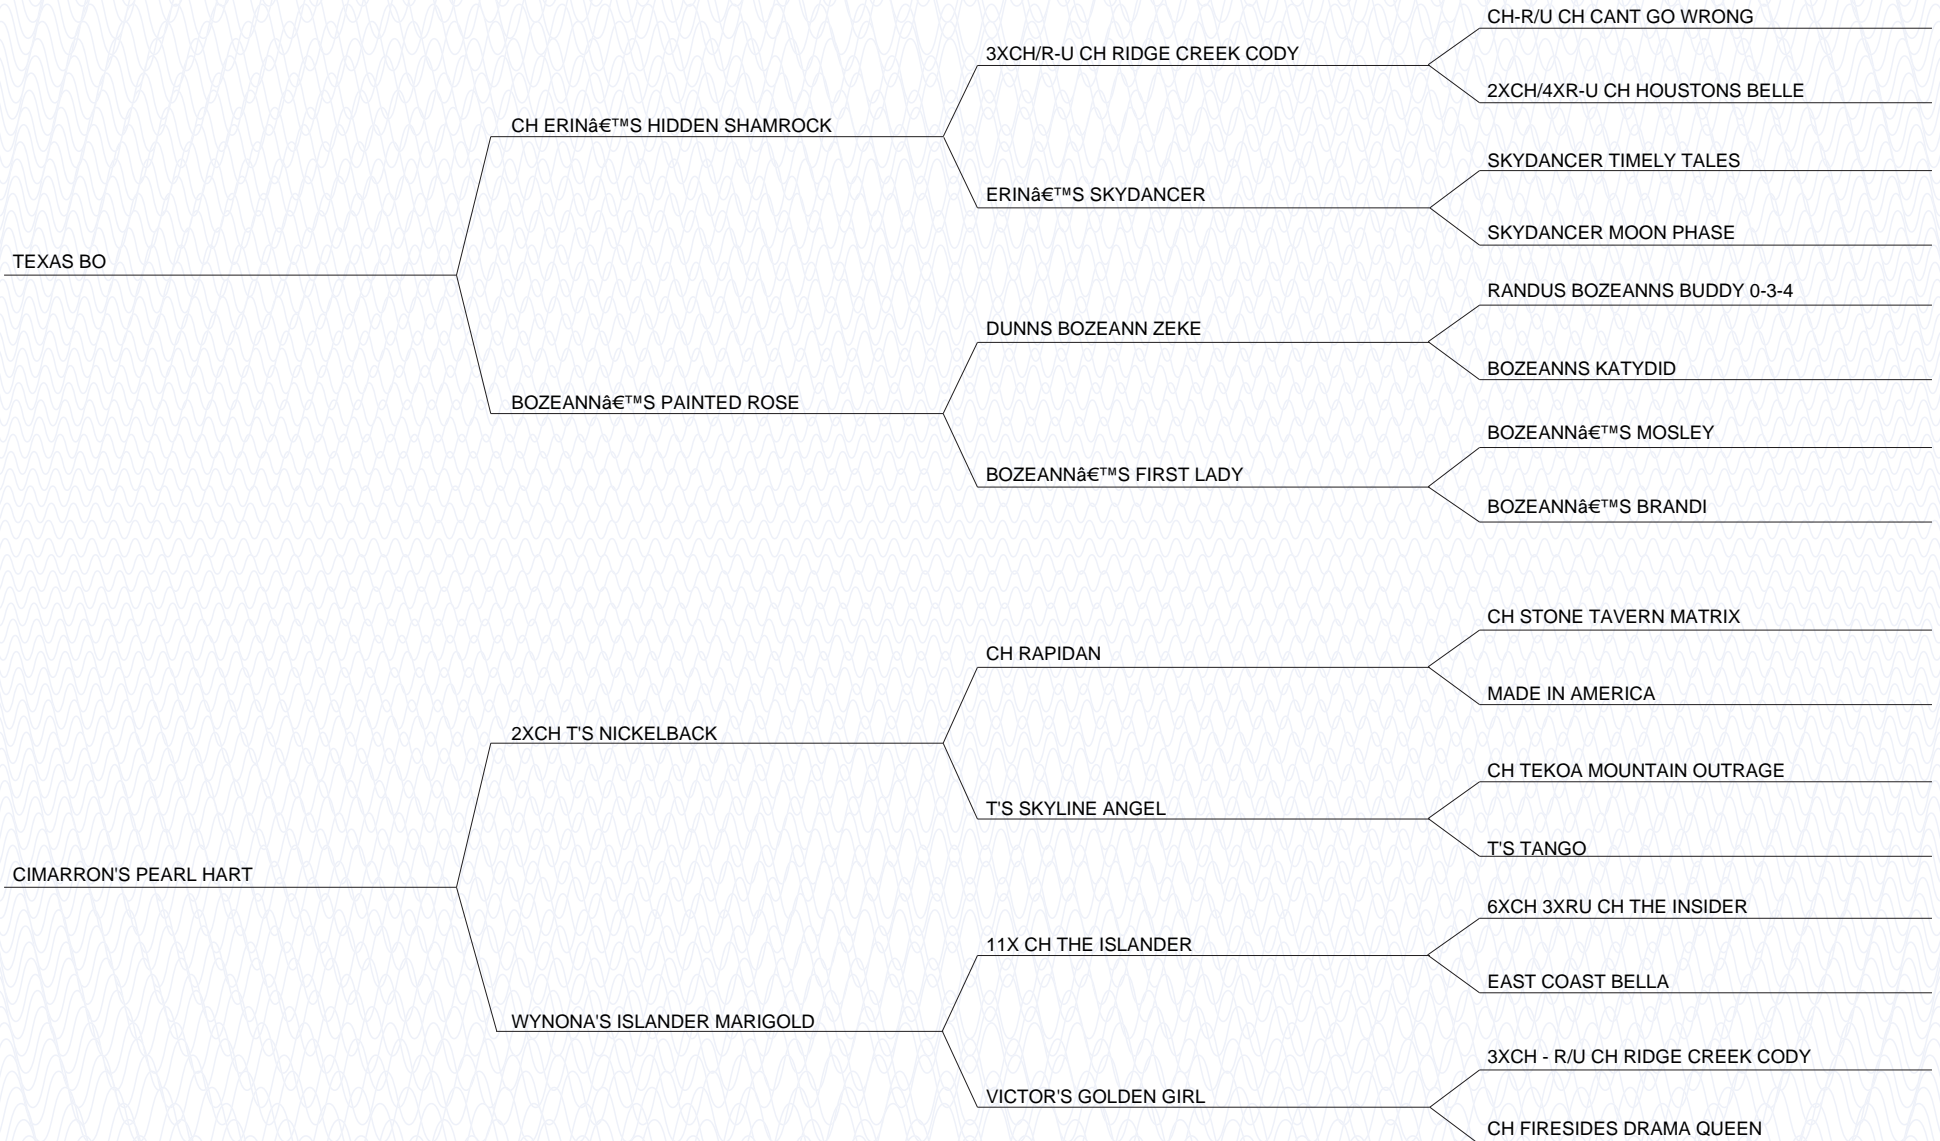 CH-R/U CH CANT GO WRONG
3XCH/R-U CH RIDGE CREEK CODY
2XCH/4XR-U CH HOUSTONS BELLE
CH ERINâ€™S HIDDEN SHAMROCK
SKYDANCER TIMELY TALES
ERINâ€™S SKYDANCER
SKYDANCER MOON PHASE
TEXAS BO
RANDUS BOZEANNS BUDDY 0-3-4
DUNNS BOZEANN ZEKE
BOZEANNS KATYDID
BOZEANNâ€™S PAINTED ROSE
BOZEANNâ€™S MOSLEY
BOZEANNâ€™S FIRST LADY
BOZEANNâ€™S BRANDI
CH STONE TAVERN MATRIX
CH RAPIDAN
MADE IN AMERICA
2XCH T'S NICKELBACK
CH TEKOA MOUNTAIN OUTRAGE
T'S SKYLINE ANGEL
T'S TANGO
CIMARRON'S PEARL HART
6XCH 3XRU CH THE INSIDER
11X CH THE ISLANDER
EAST COAST BELLA
WYNONA'S ISLANDER MARIGOLD
3XCH - R/U CH RIDGE CREEK CODY
VICTOR'S GOLDEN GIRL
CH FIRESIDES DRAMA QUEEN